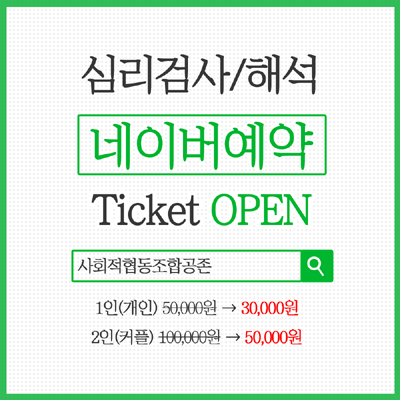 심리검사/해석
네이버예약
Ticket OPEN
사회적협동조합공존
1인(개인) 50,000원 → 30,000원
2인(커플) 100,000원 → 50,000원